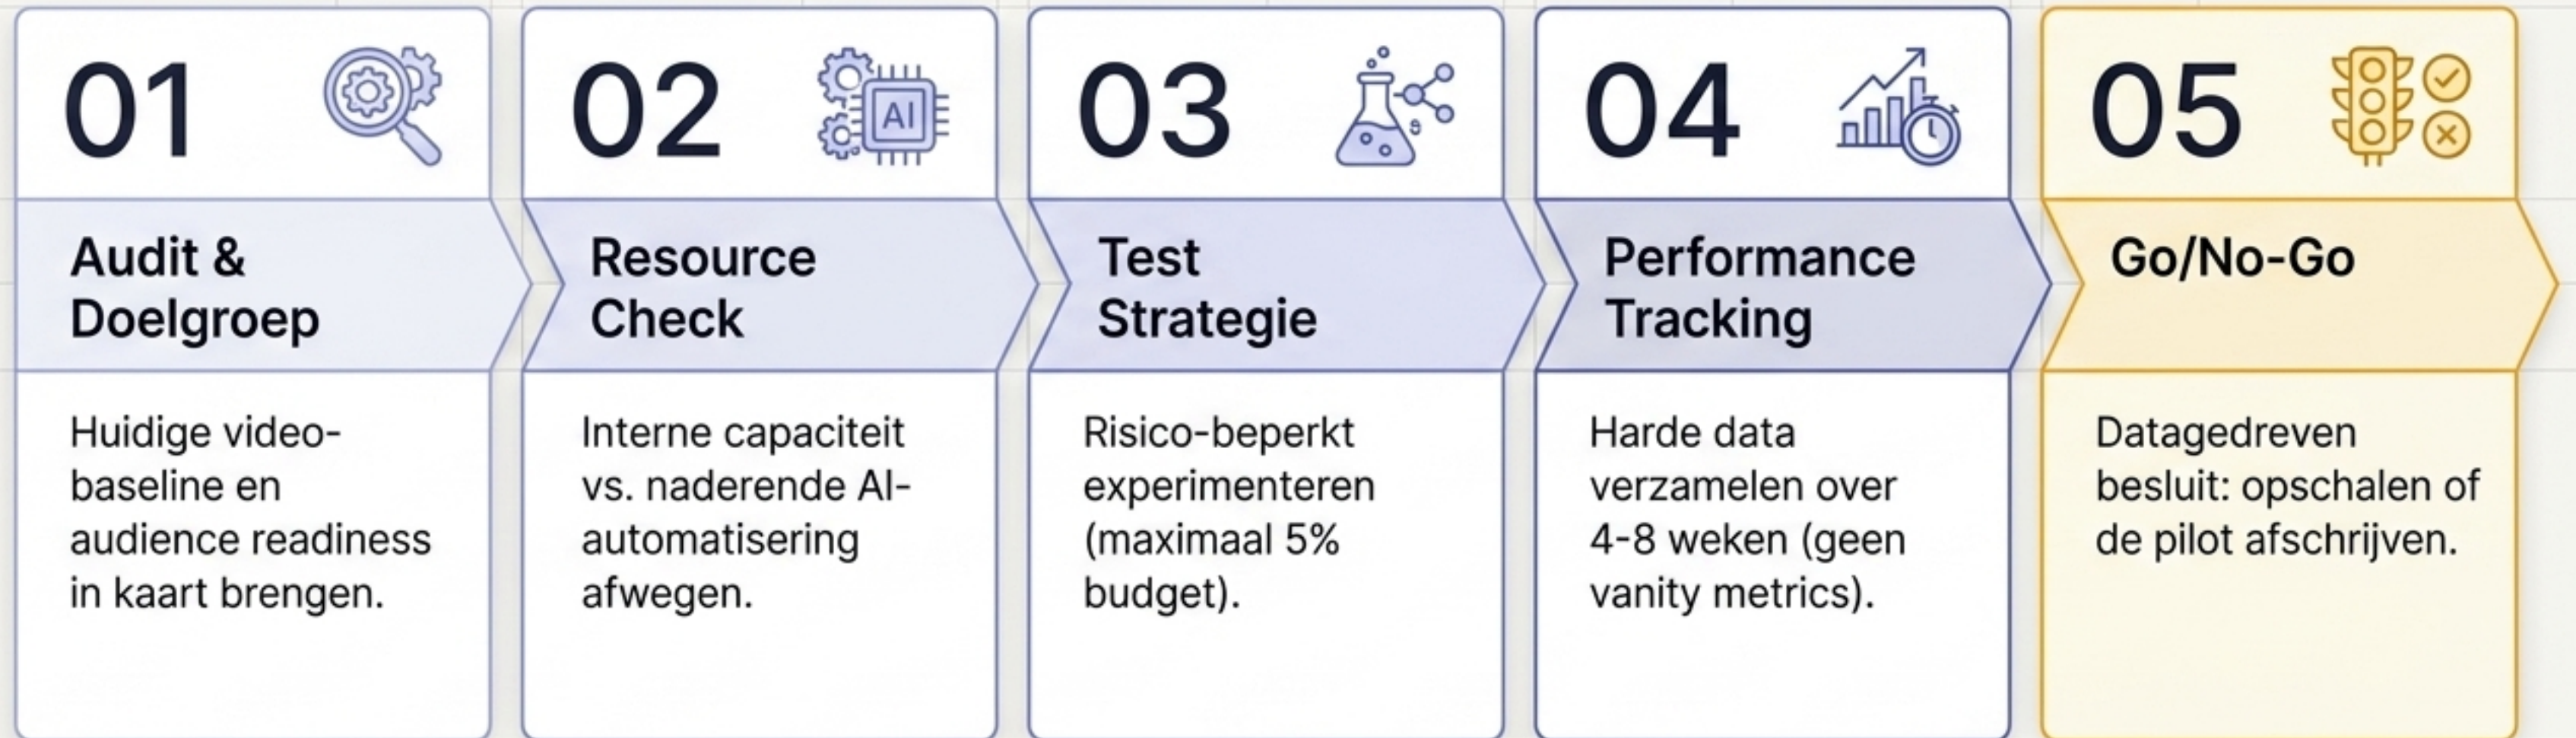 01
Audit &
Doelgroep
Huidige video-
baseline en
audience readiness
in kaart brengen.
02
AI
Resource
Check
Interne capaciteit
vs. naderende AI-
automatisering
afwegen.
03
Test
Strategie
Risico-beperkt
experimenteren
(maximaal 5%
budget).
04
Performance
Tracking
Harde data
verzamelen over
4-8 weken (geen
vanity metrics).
05
Go/No-Go
Datagedreven
besluit: opschalen of
de pilot afschrijven.